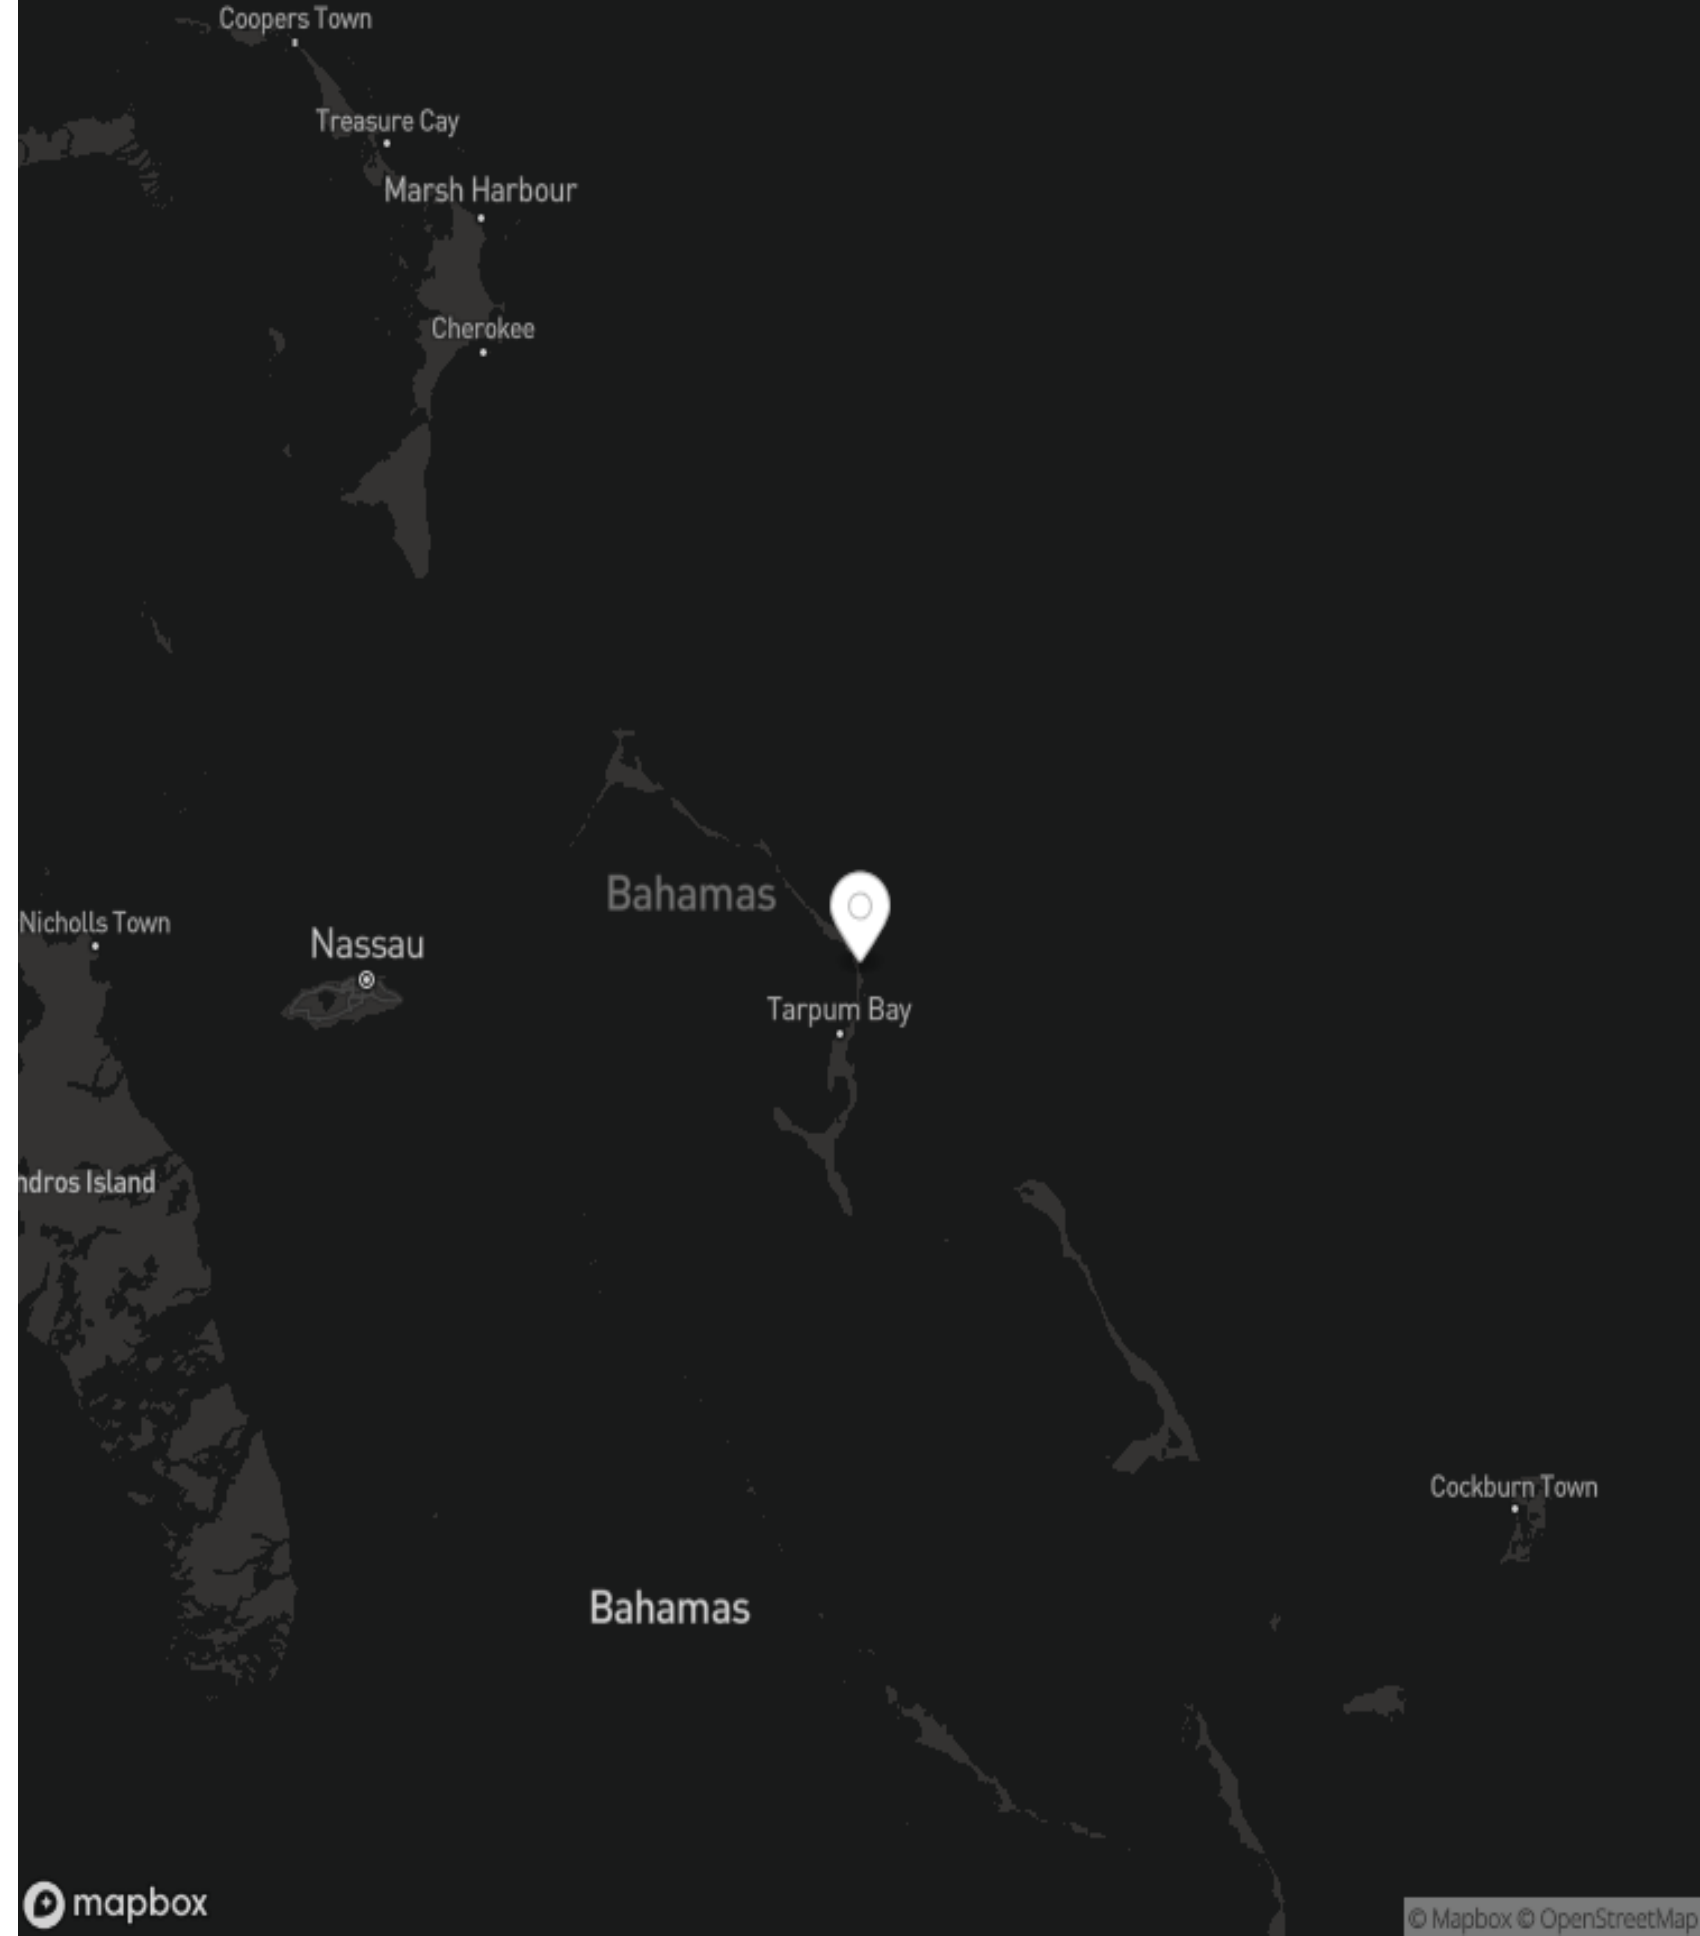 Coopers Town
Treasure Cay
Marsh Harbour
Cherokee
Bahamas
Nicholls Town
Nassau
Tarpum Bay
ndros Island
Cockburn Town
Bahamas
mapbox
© Mapbox © OpenStreetMap